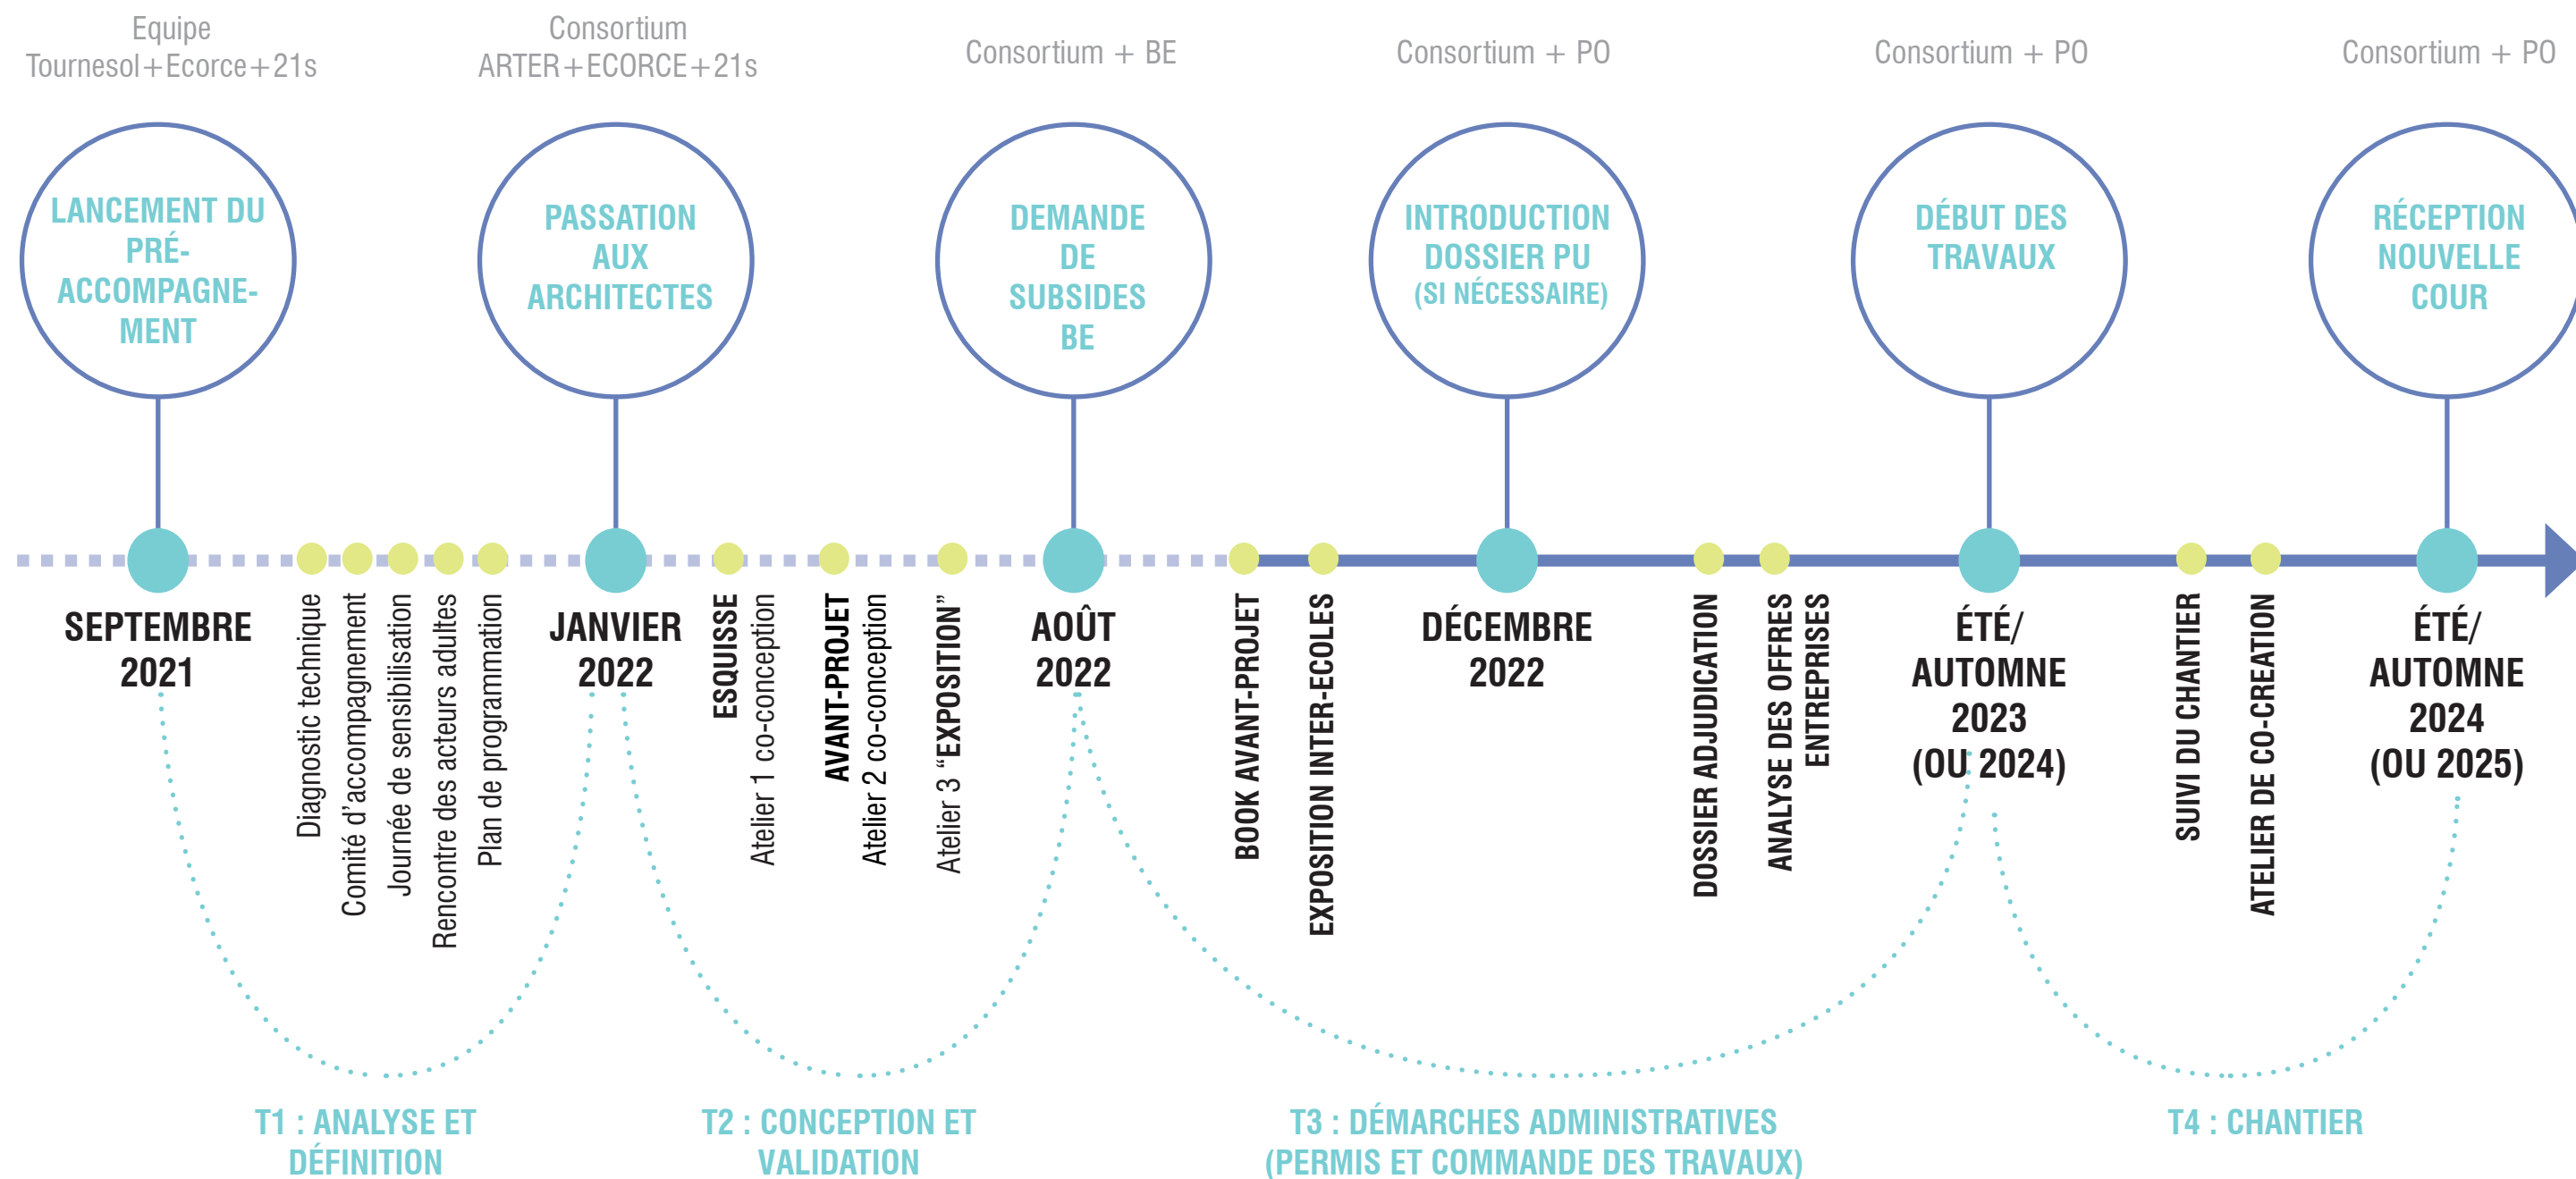 Equipe
Tournesol+Ecorce+21s
Consortium
ARTER+ECORCE+21s
Consortium + BE
Consortium + PO
Consortium + PO
Consortium + PO
LANCEMENT DU
PRÉ-
ACCOMPAGNE-
MENT
PASSATION
AUX
ARCHITECTES
DEMANDE
DE
SUBSIDES
BE
INTRODUCTION
DOSSIER PU
(SI NÉCESSAIRE)
DÉBUT DES
TRAVAUX
RÉCEPTION
NOUVELLE
COUR
SEPTEMBRE
2021
Diagnostic technique
Comité d'accompagnement
Journée de sensibilisation
Rencontre des acteurs adultes
Plan de programmation
JANVIER
2022
ESQUISSE
Atelier 1 co-conception
AVANT-PROJET
Atelier 2 co-conception
Atelier 3 “EXPOSITION”
AOÛT
2022
BOOK AVANT-PROJET
EXPOSITION INTER-ECOLES
DÉCEMBRE
2022
DOSSIER ADJUDICATION
ANALYSE DES OFFRES
ENTREPRISES
ÉTÉ/
AUTOMNE
2023
(OU 2024)
SUIVI DU CHANTIER
ATELIER DE CO-CREATION
ÉTÉ/
AUTOMNE
2024
(OU 2025)
T1 : ANALYSE ET
DÉFINITION
T2 : CONCEPTION ET
VALIDATION
T3 : DÉMARCHES ADMINISTRATIVES
(PERMIS ET COMMANDE DES TRAVAUX)
T4 : CHANTIER